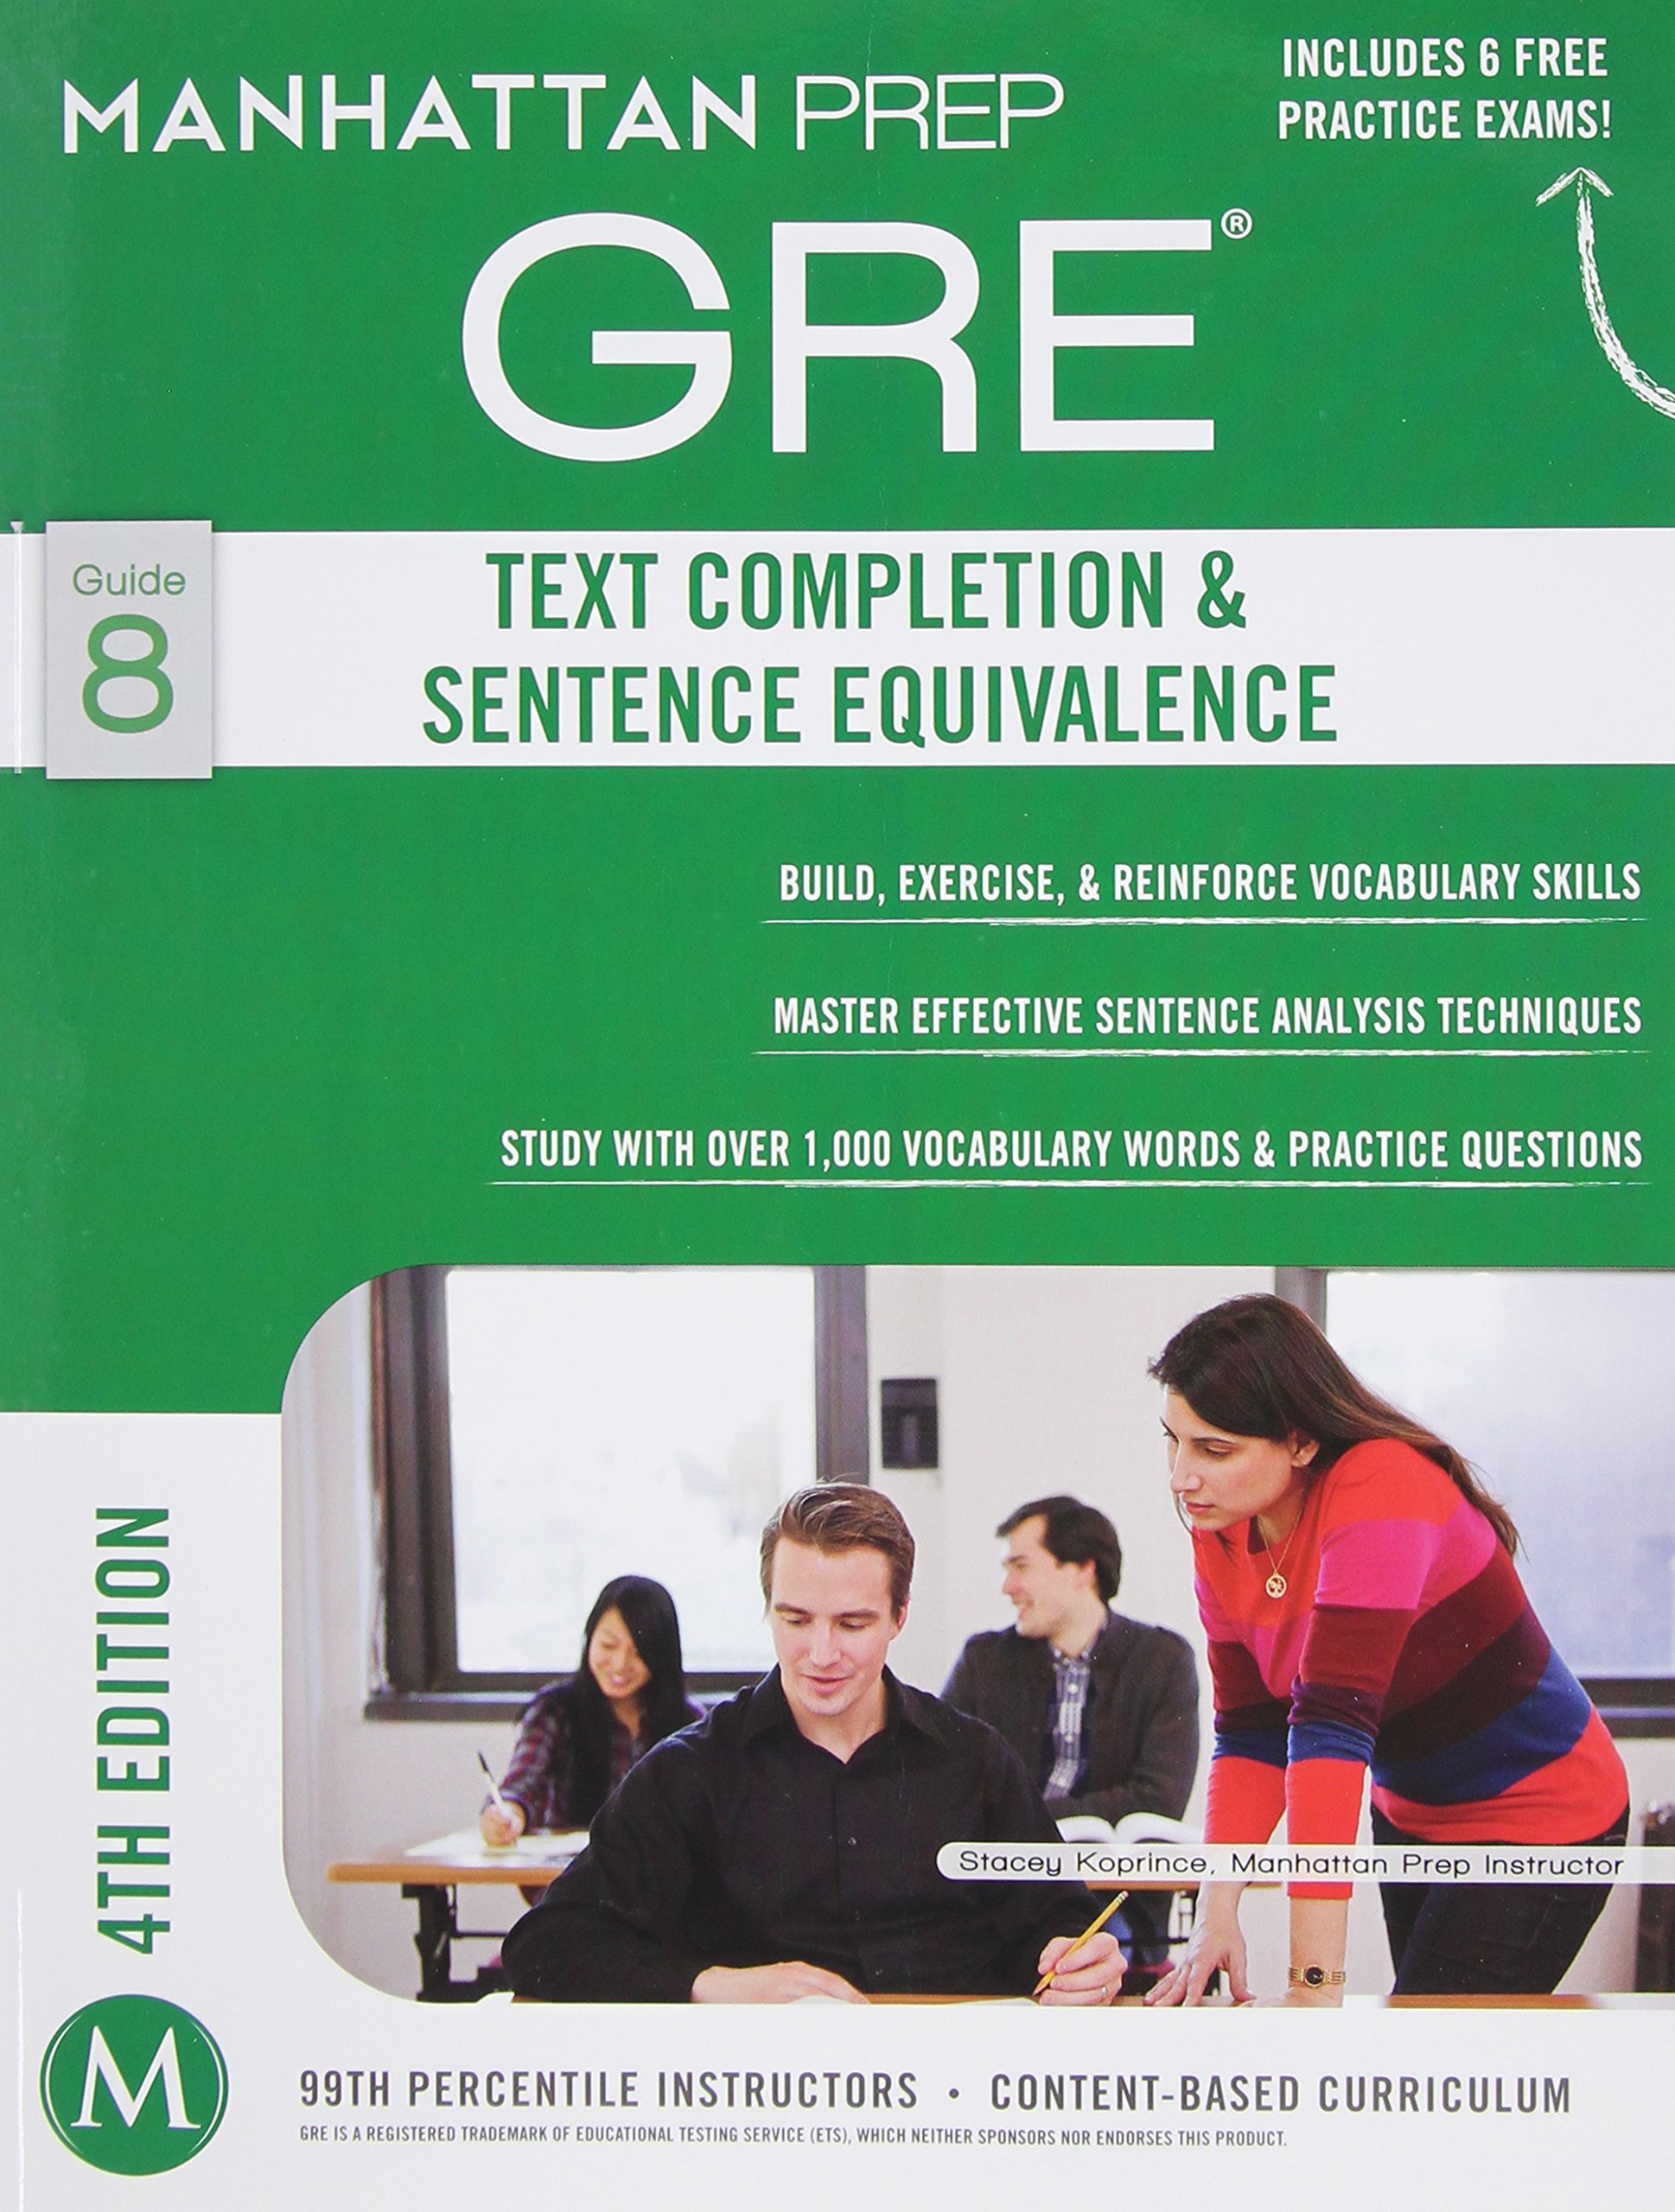 MANHATTAN PREP
INCLUDES 6 FREE
PRACTICE EXAMS!
GRE®
Guide
8
TEXT COMPLETION &
SENTENCE EQUIVALENCE
BUILD, EXERCISE, & REINFORCE VOCABULARY SKILLS
MASTER EFFECTIVE SENTENCE ANALYSIS TECHNIQUES
STUDY WITH OVER 1,000 VOCABULARY WORDS & PRACTICE QUESTIONS
4TH EDITION
Stacey Koprince, Manhattan Prep Instructor
M
99TH PERCENTILE INSTRUCTORS • CONTENT-BASED CURRICULUM
GRE IS A REGISTERED TRADEMARK OF EDUCATIONAL TESTING SERVICE (ETS), WHICH NEITHER SPONSORS NOR ENDORSES THIS PRODUCT.